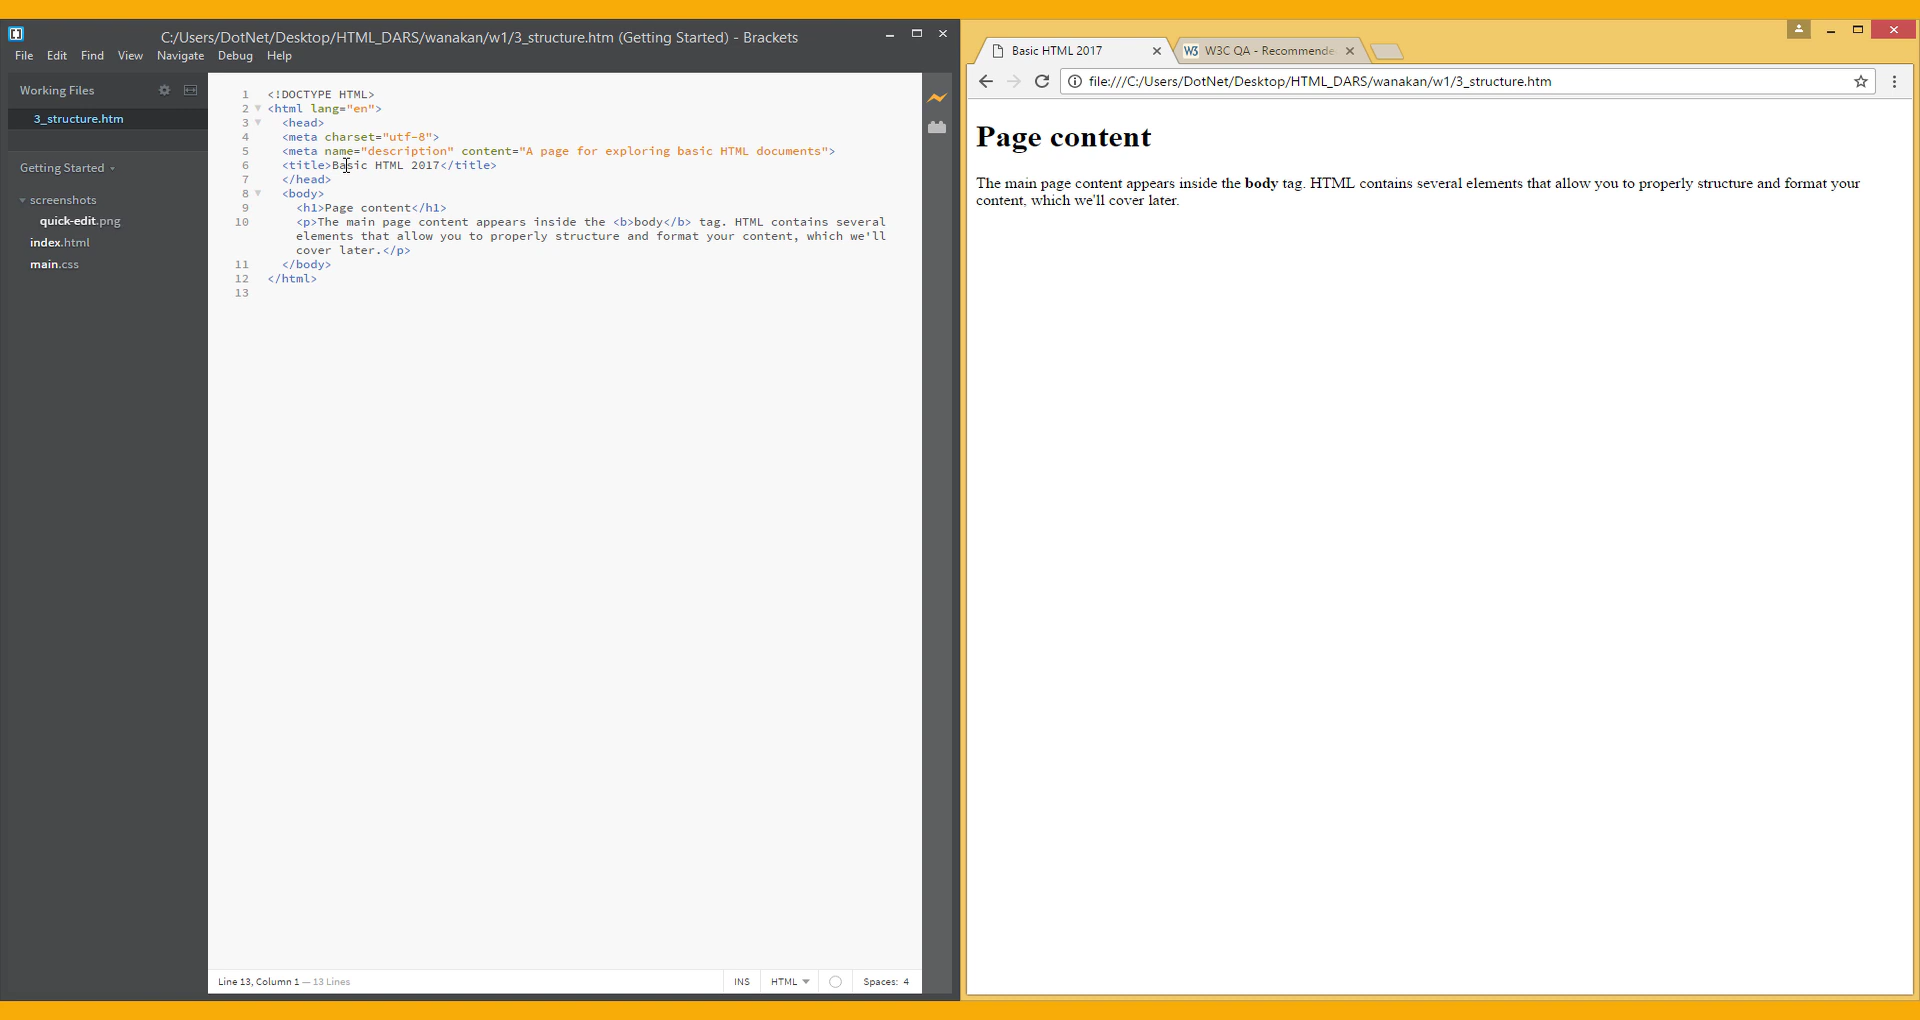 C:/Users/DotNet/Desktop/HTML_DARS/wanakan/w1/3_structure.htm (Getting Started) - Brackets
File Edit Find View Navigate Debug Help
Working Files
3_structure.htm
Getting Started
screenshots
quick-edit.png
index.html
main.css
1 <!DOCTYPE HTML>
2 <html lang="en">
3 <head>
4 <meta charset="utf-8">
5 <meta name="description" content="A page for exploring basic HTML documents">
6 <title>Basic HTML 2017</title>
7 </head>
8 <body>
9 <h1>Page content</h1>
10 <p>The main page content appears inside the <b>body</b> tag. HTML contains several
elements that allow you to properly structure and format your content, which we'll
cover later.</p>
11 </body>
12 </html>
13
Line 13, Column 1 — 13 Lines
INS HTML Spaces: 4
Basic HTML 2017
W3C QA - Recommende
file:///C:/Users/DotNet/Desktop/HTML_DARS/wanakan/w1/3_structure.htm
Page content
The main page content appears inside the body tag. HTML contains several elements that allow you to properly structure and format your
content, which we'll cover later.